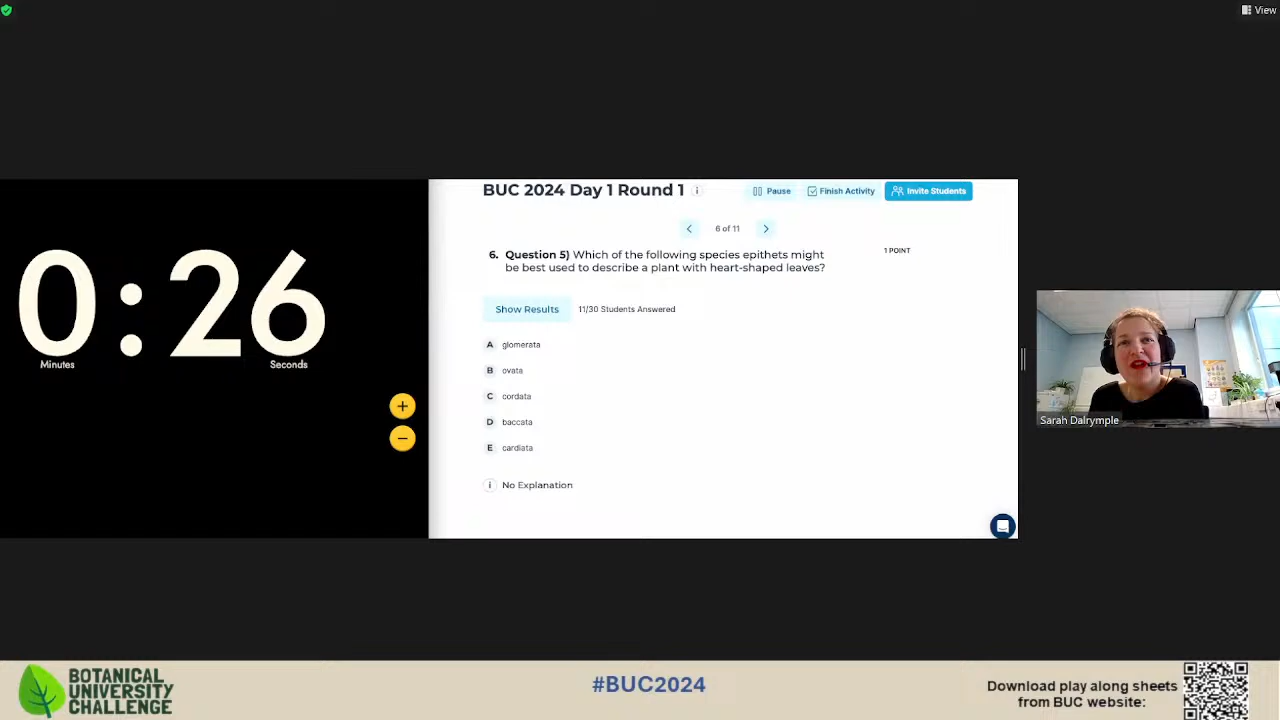 View
BUC 2024 Day 1 Round 1
Pause
Finish Activity
Invite Students
6 of 11
6. Question 5) Which of the following species epithets might
be best used to describe a plant with heart-shaped leaves?
1 POINT
Show Results
11/30 Students Answered
A glomerata
B ovata
C cordata
D baccata
E cardiata
No Explanation
0:26
Minutes
Seconds
+
−
Sarah Dalrymple
BOTANICAL
UNIVERSITY
CHALLENGE
#BUC2024
Download play along sheets
from BUC website: